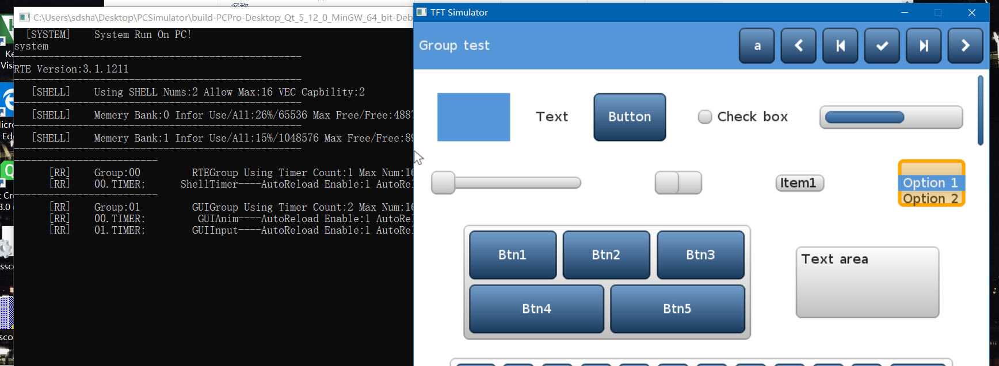 名称
C:\Users\sdsha\Desktop\PCSimulator\build-PCPro-Desktop_Qt_5_12_0_MinGW_64_bit-Deb
[SYSTEM] System Run On PC!
system
----------------------------------------------------
RTE Version:3.1.1211
----------------------------------------------------
[SHELL] Using SHELL Nums:2 Allow Max:16 VEC Capbility:2
----------------------------------------------------
[SHELL] Memery Bank:0 Infor Use/All:26%/65536 Max Free/Free:4887
----------------------------------------------------
[SHELL] Memery Bank:1 Infor Use/All:15%/1048576 Max Free/Free:89
----------------------------------------------------
-------------------------
[RR] Group:00 RTEGroup Using Timer Count:1 Max Num:16
[RR] 00.TIMER: ShellTimer----AutoReload Enable:1 AutoRel
-------------------------
[RR] Group:01 GUIGroup Using Timer Count:2 Max Num:16
[RR] 00.TIMER: GUIAnim----AutoReload Enable:1 AutoRel
[RR] 01.TIMER: GUIInput----AutoReload Enable:1 AutoRel
TFT Simulator
Group test
a
Text
Button
Check box
Item1
Option 1
Option 2
Btn1
Btn2
Btn3
Btn4
Btn5
Text area
Ke
Vis
icro
Ed
t Cr
.0
ssco
sco